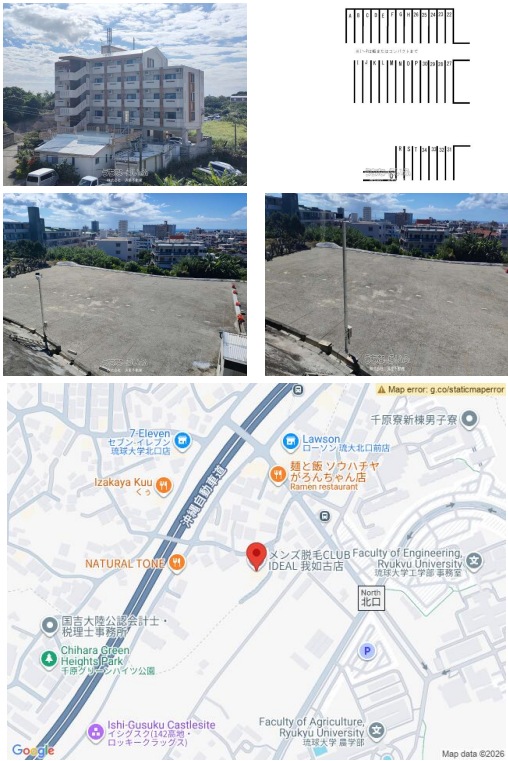 A B C D E F G H 26 25 24 23 22
I J K L M N O P 30 29 28 27
R S T 34 33 32 31
Map error: g.co/staticmaperror
千原寮新棟男子寮
7-Eleven
セブン-イレブン
琉球大学北口店
Lawson
ローソン 琉大北口前店
麺と飯 ソウハチヤ
がろんちゃん店
Ramen restaurant
Izakaya Kuu
くぅ
沖縄自動車道
NATURAL TONE
メンズ脱毛CLUB
IDEAL 我如古店
Faculty of Engineering,
Ryukyu University
琉球大学工学部 事務室
North
北口
国吉大陸公認会計士・
税理士事務所
Chihara Green
Heights Park
千原グリーンハイツ公園
P
Ishi-Gusuku Castlesite
イシグスク(142高地・
ロッキークラッグス)
Faculty of Agriculture,
Ryukyu University
琉球大学 農学部
Google
Map data ©2026